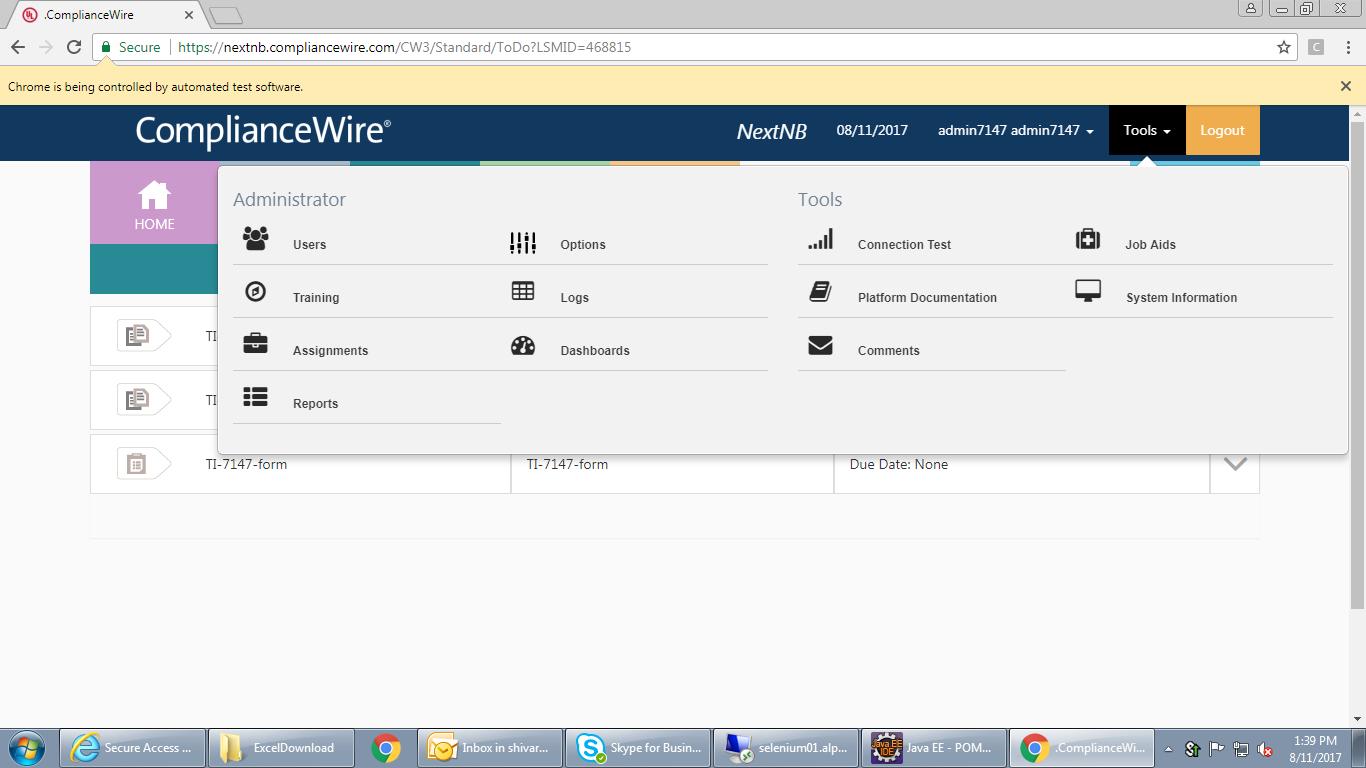 .ComplianceWire
Secure https://nextnb.compliancewire.com/CW3/Standard/ToDo?LSMID=468815
C
Chrome is being controlled by automated test software.
ComplianceWire®
NextNB
08/11/2017
admin7147 admin7147
Tools
Logout
HOME
Administrator
Users
Options
Training
Logs
Assignments
Dashboards
Reports
Tools
Connection Test
Job Aids
Platform Documentation
System Information
Comments
TI
TI
TI-7147-form TI-7147-form Due Date: None
Secure Access ...
ExcelDownload
Inbox in shivar...
Skype for Busin...
selenium01.alp...
Java EE - POM...
.ComplianceWi...
1:39 PM
8/11/2017